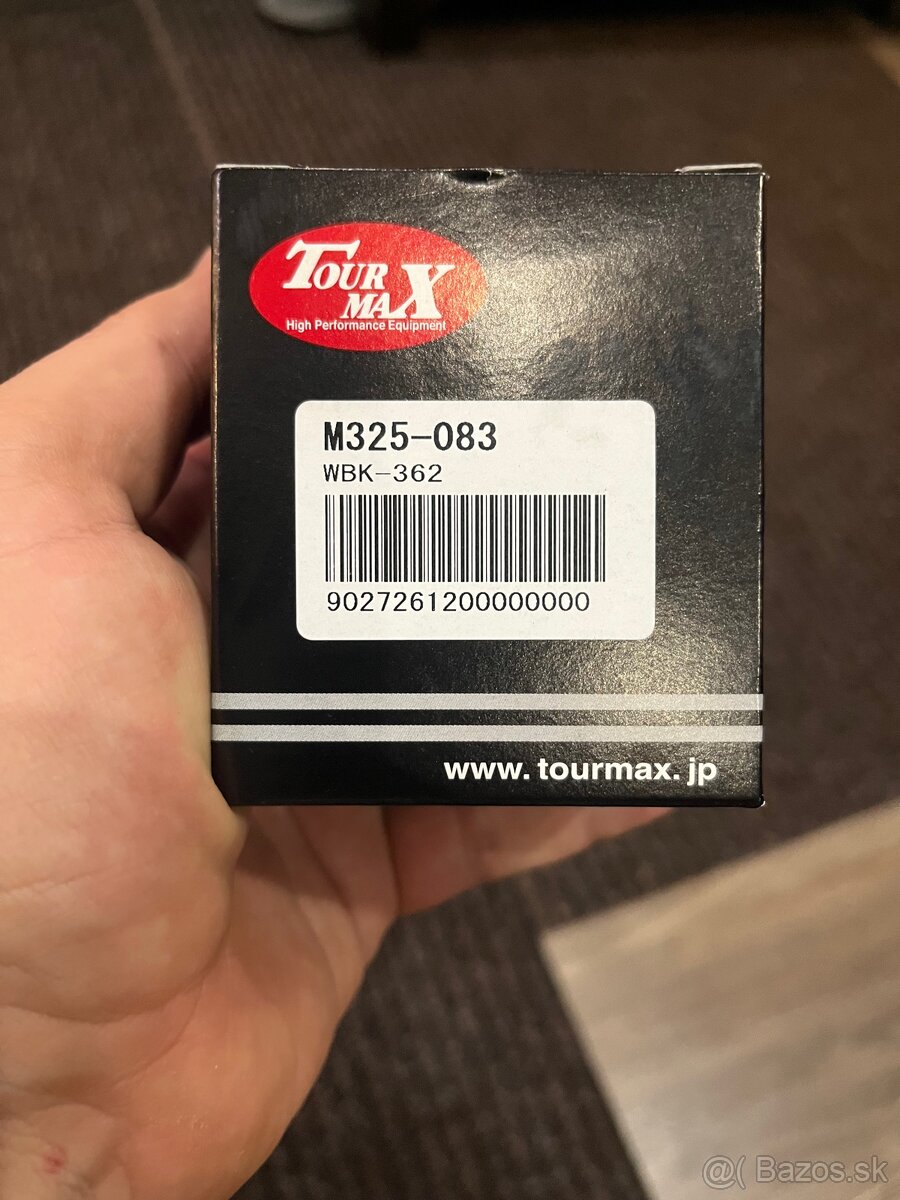 TOUR
MAX
High Performance Equipment
M325-083
WBK-362
9027261200000000
www.tourmax.jp
@( Bazos.sk